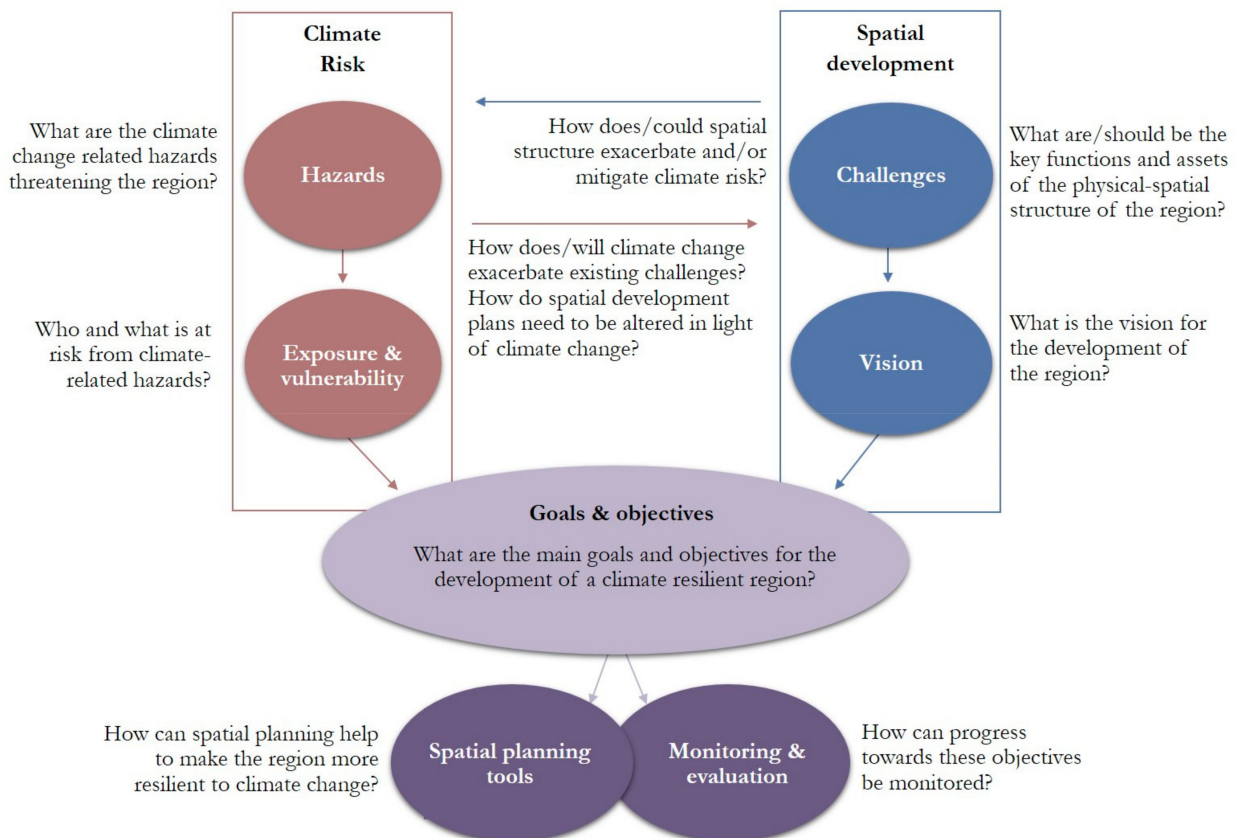 Climate
Risk
Spatial
development
What are the climate
change related hazards
threatening the region?
Hazards
How does/could spatial
structure exacerbate and/or
mitigate climate risk?
Challenges
What are/should be the
key functions and assets
of the physical-spatial
structure of the region?
How does/will climate change
exacerbate existing challenges?
How do spatial development
plans need to be altered in light
of climate change?
Who and what is at
risk from climate-
related hazards?
Exposure &
vulnerability
Vision
What is the vision for
the development of
the region?
Goals & objectives
What are the main goals and objectives for the
development of a climate resilient region?
How can spatial planning help
to make the region more
resilient to climate change?
Spatial planning
tools
Monitoring &
evaluation
How can progress
towards these objectives
be monitored?